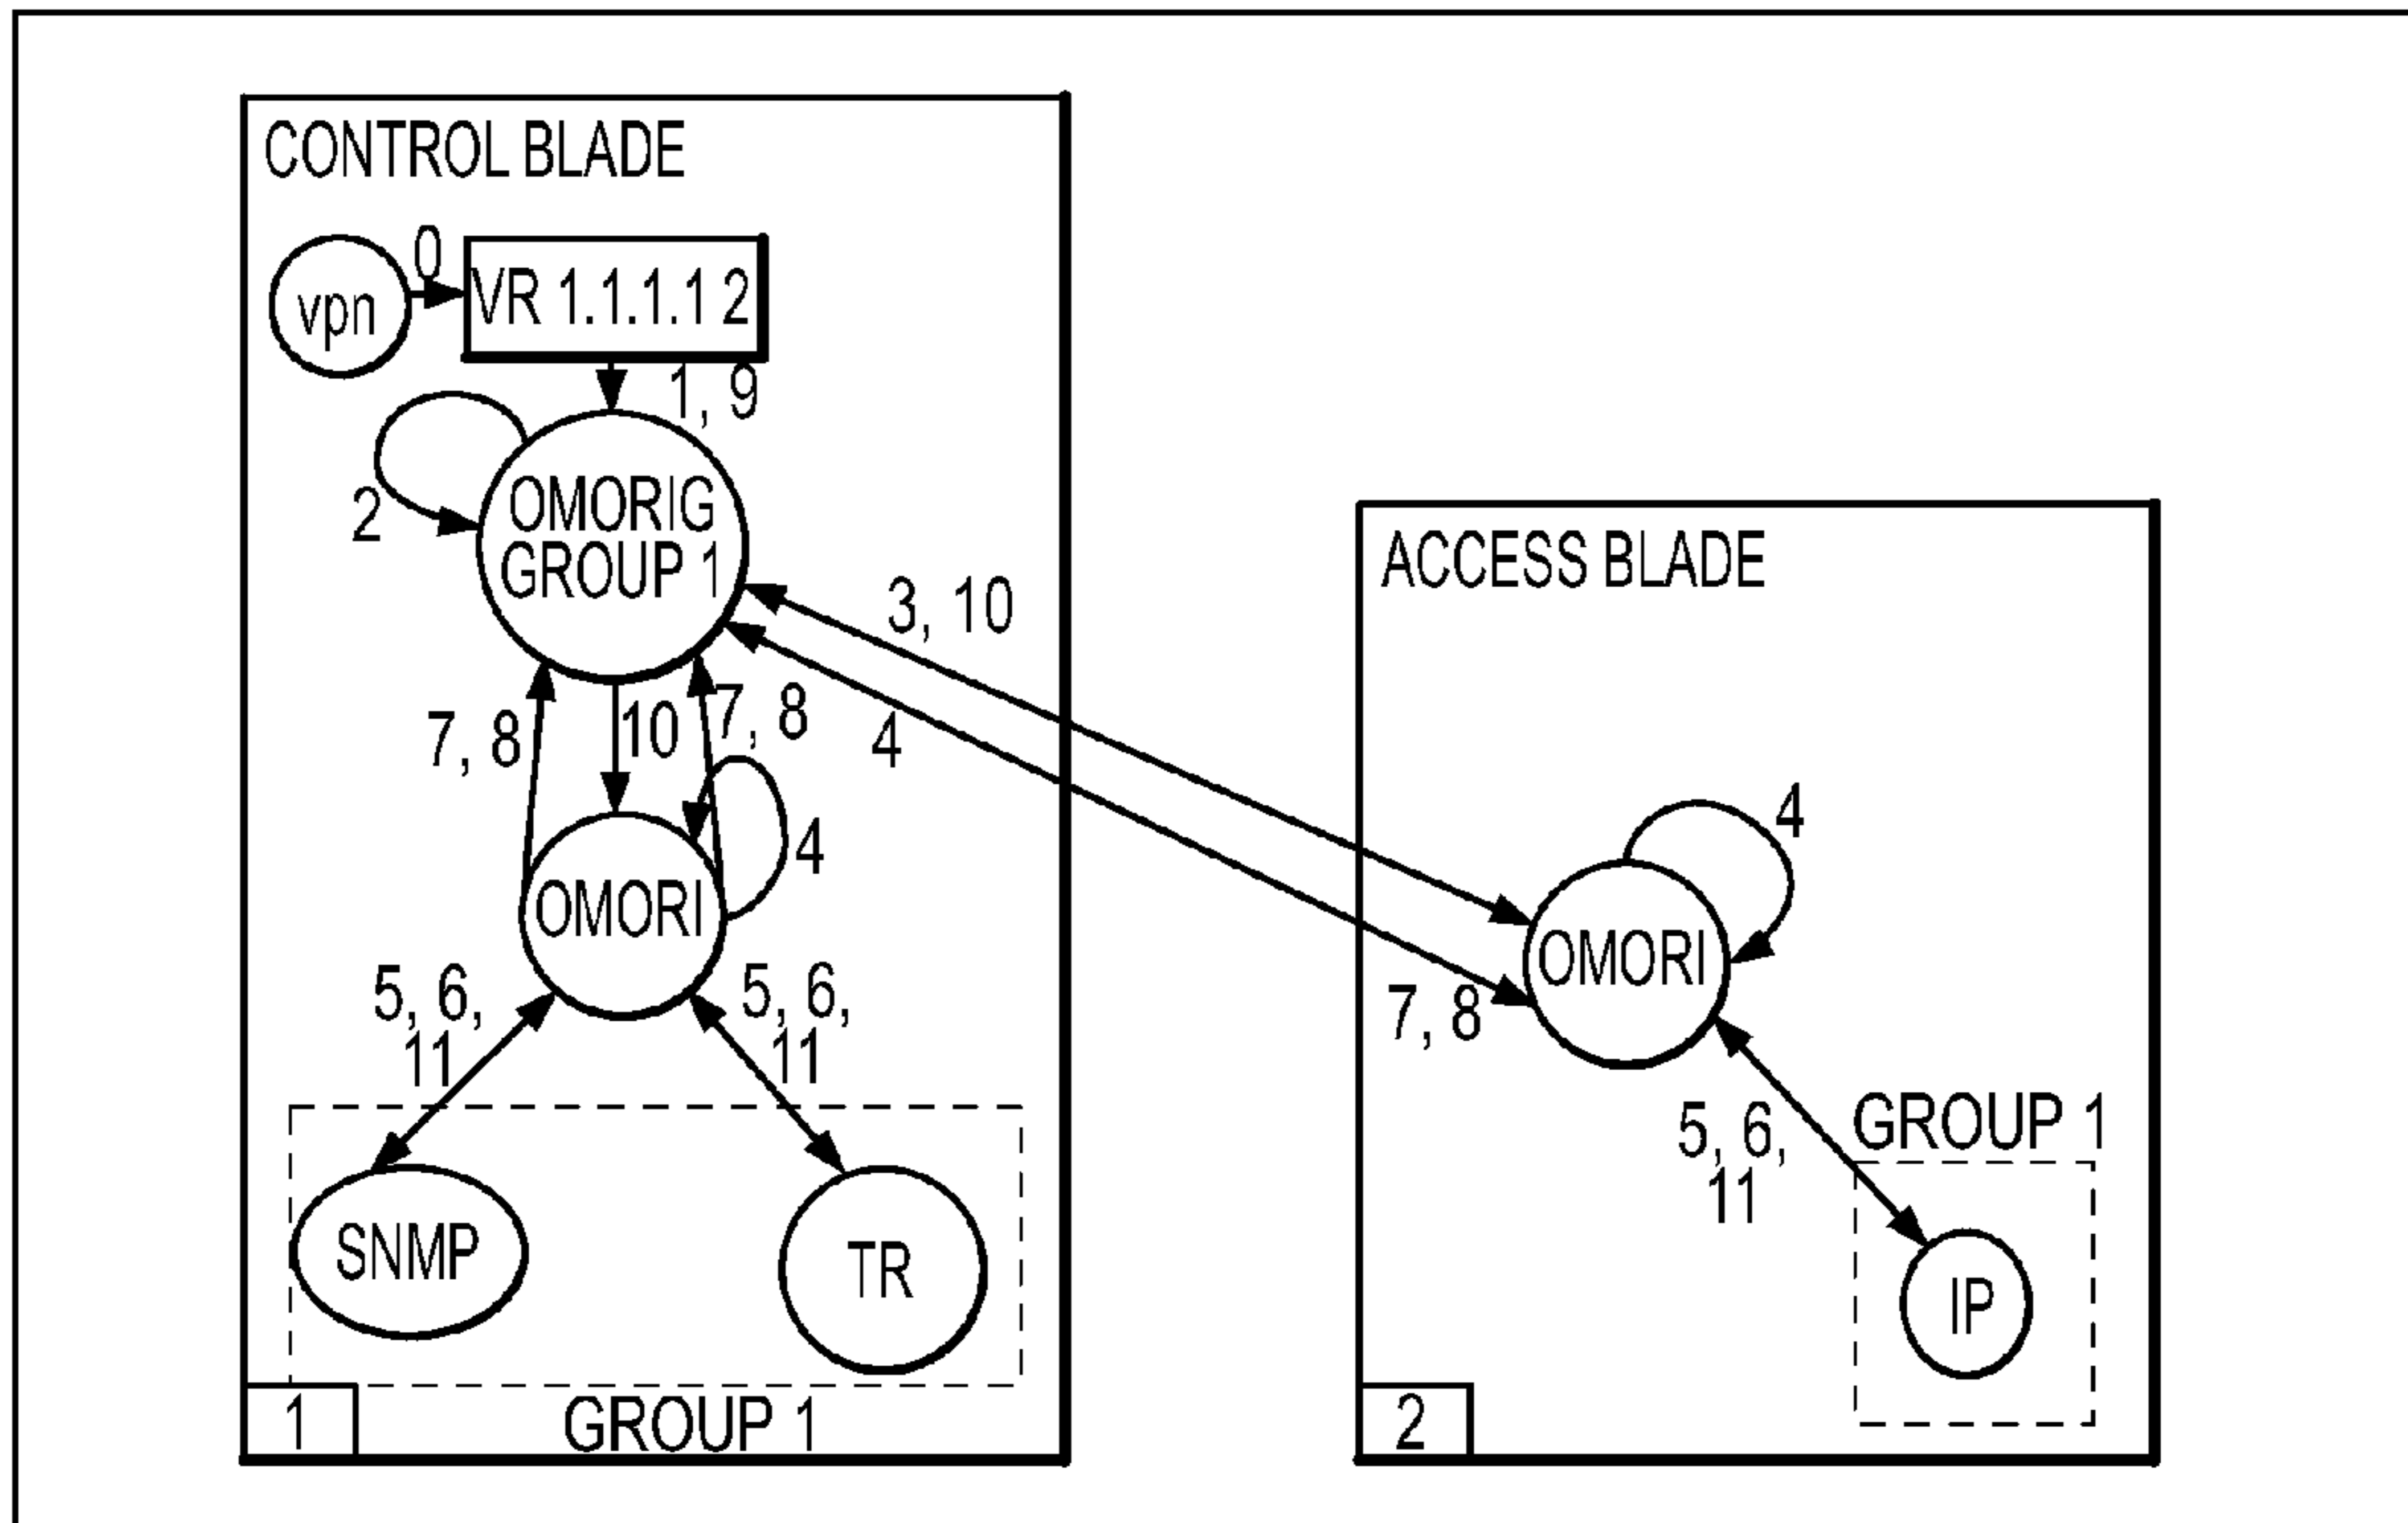 CONTROL BLADE
0
vpn
VR 1.1.1.1 2
1, 9
2
OMORIG
GROUP 1
3, 10
4
7, 8
10
7, 8
4
OMORI
5, 6,
11
5, 6,
11
SNMP
TR
1
GROUP 1
ACCESS BLADE
4
OMORI
7, 8
5, 6,
11
GROUP 1
IP
2